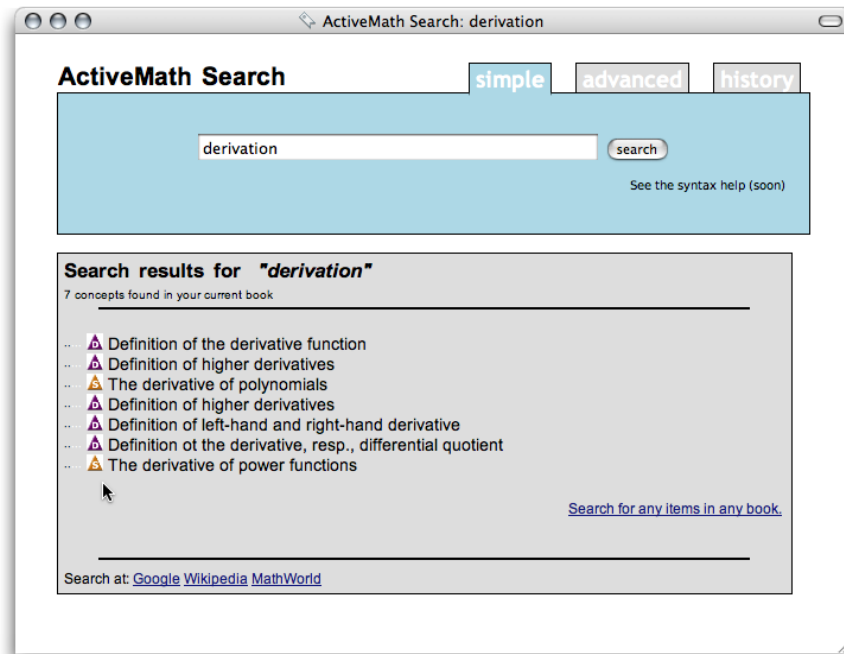 ActiveMath Search: derivation
ActiveMath Search
simple advanced history
derivation search
See the syntax help (soon)
Search results for "derivation"
7 concepts found in your current book
D Definition of the derivative function
D Definition of higher derivatives
S The derivative of polynomials
D Definition of higher derivatives
D Definition of left-hand and right-hand derivative
D Definition ot the derivative, resp., differential quotient
S The derivative of power functions
Search for any items in any book.
Search at: Google Wikipedia MathWorld